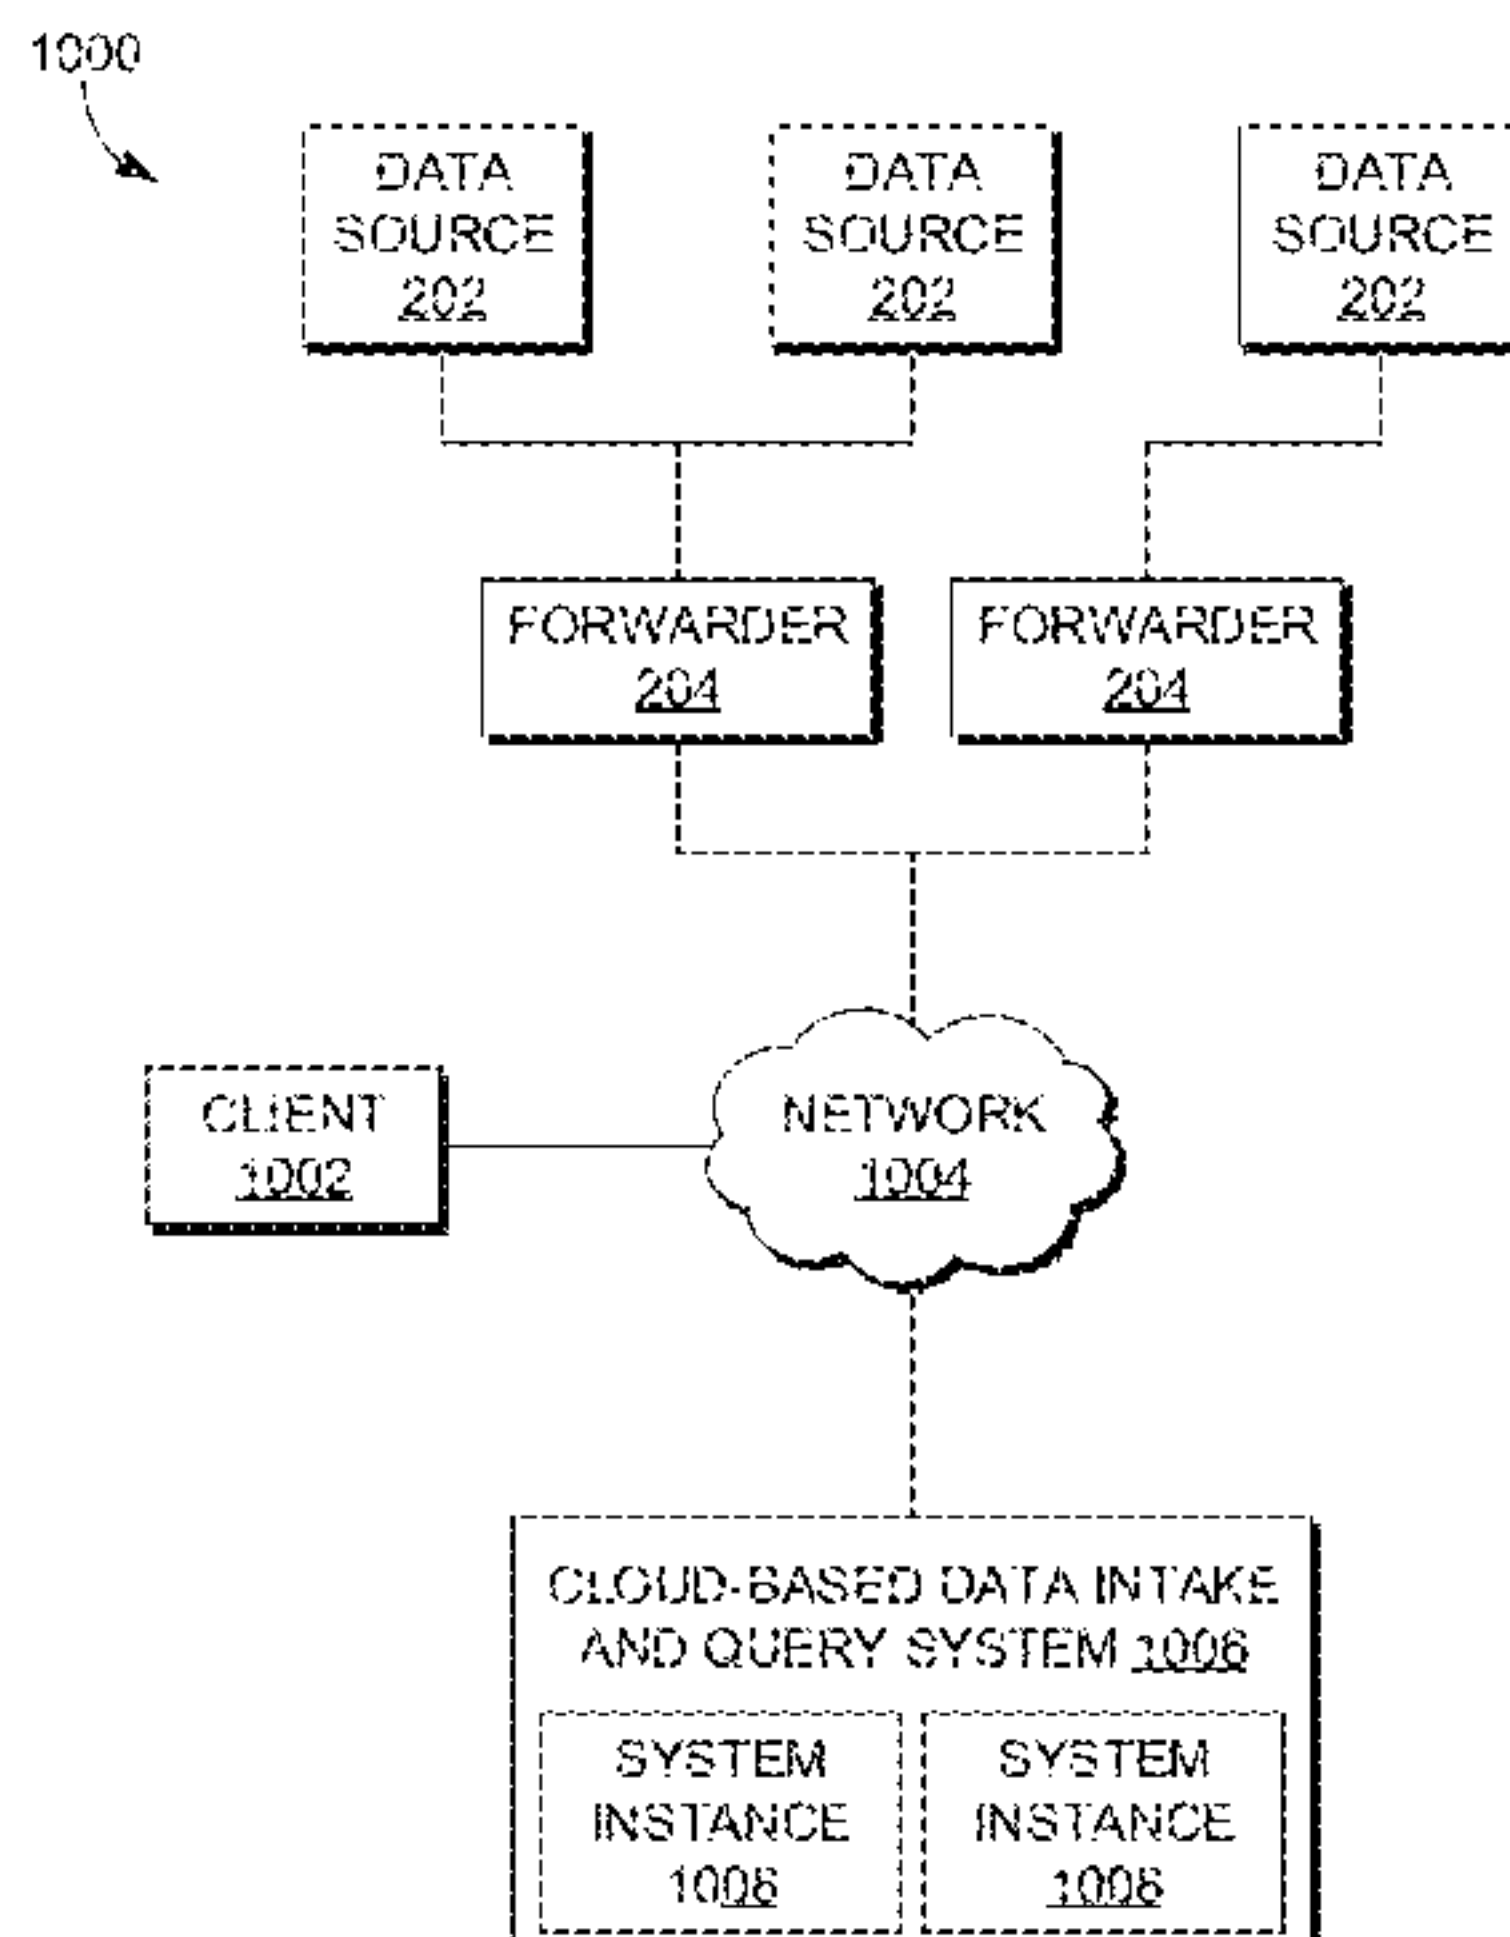 1000
DATA
SOURCE
202
DATA
SOURCE
202
DATA
SOURCE
202
FORWARDER
204
FORWARDER
204
CLIENT
1002
NETWORK
1004
CLOUD-BASED DATA INTAKE
AND QUERY SYSTEM 1006
SYSTEM
INSTANCE
1008
SYSTEM
INSTANCE
1008